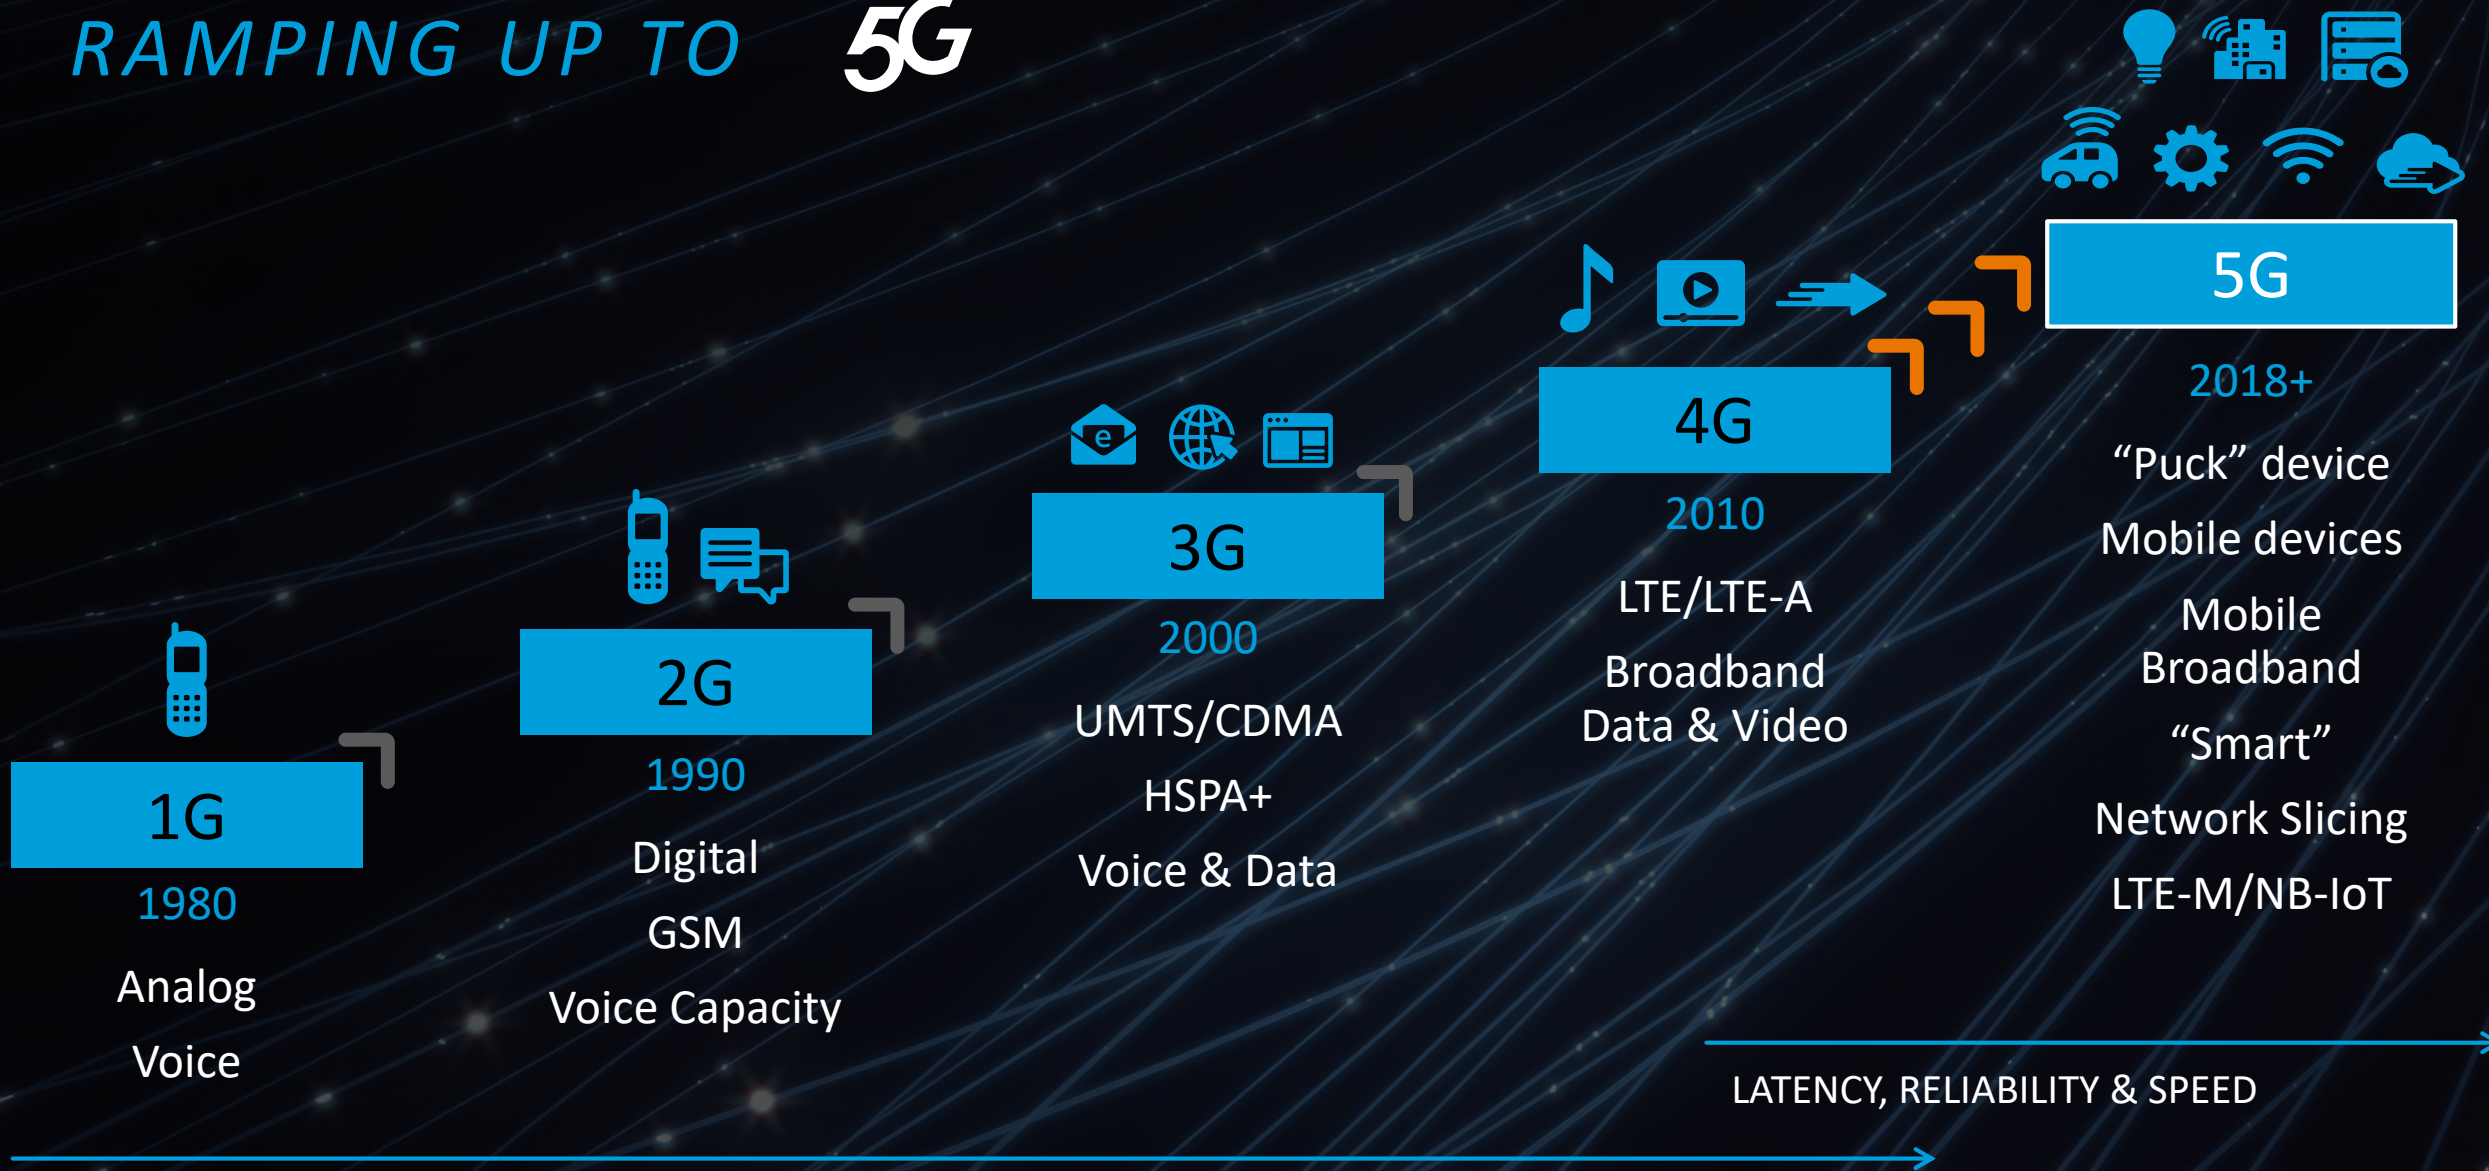 RAMPING UP TO 5G
1G
1980
Analog
Voice
2G
1990
Digital
GSM
Voice Capacity
3G
2000
UMTS/CDMA
HSPA+
Voice & Data
4G
2010
LTE/LTE-A
Broadband
Data & Video
5G
2018+
“Puck” device
Mobile devices
Mobile
Broadband
“Smart”
Network Slicing
LTE-M/NB-IoT
LATENCY, RELIABILITY & SPEED
e